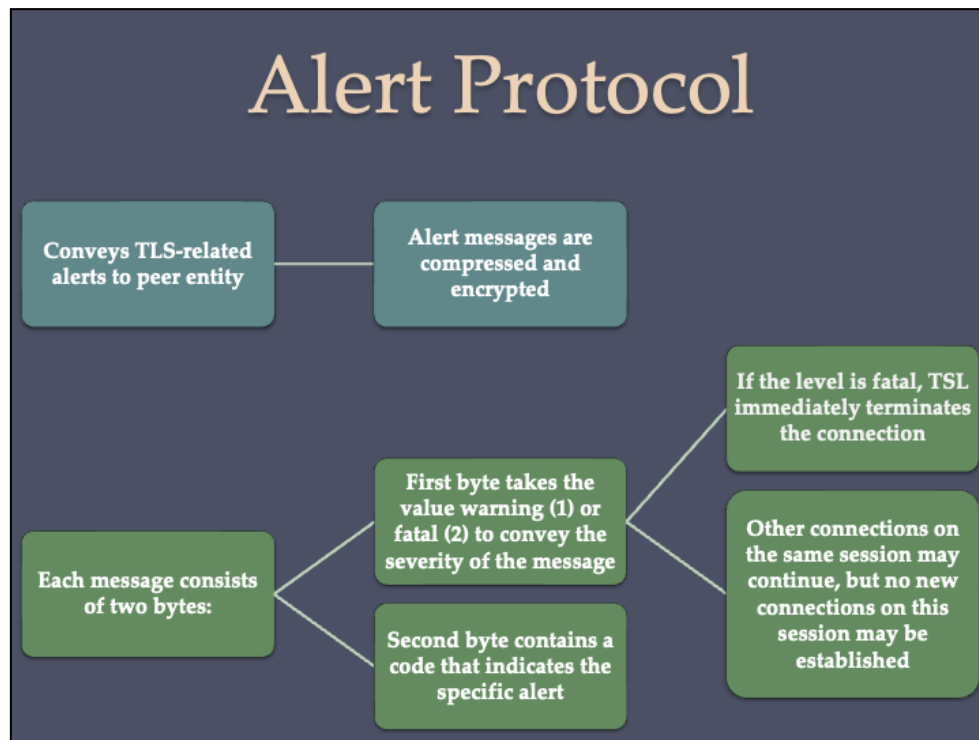 Alert Protocol
Conveys TLS-related
alerts to peer entity
Alert messages are
compressed and
encrypted
Each message consists
of two bytes:
First byte takes the
value warning (1) or
fatal (2) to convey the
severity of the message
Second byte contains a
code that indicates the
specific alert
If the level is fatal, TSL
immediately terminates
the connection
Other connections on
the same session may
continue, but no new
connections on this
session may be
established